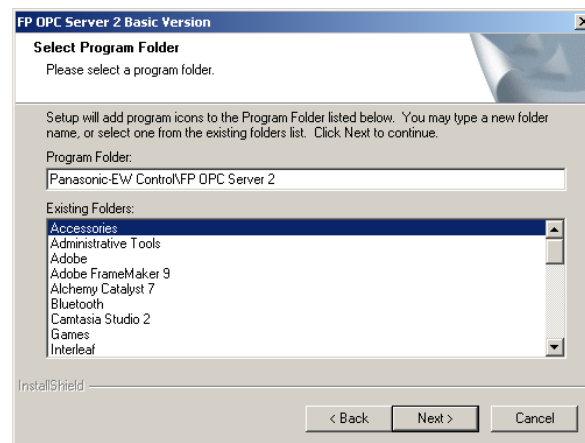 FP OPC Server 2 Basic Version
Select Program Folder
Please select a program folder.
Setup will add program icons to the Program Folder listed below. You may type a new folder
name, or select one from the existing folders list. Click Next to continue.
Program Folder:
Panasonic-EW Control\FP OPC Server 2
Existing Folders:
Accessories
Administrative Tools
Adobe
Adobe FrameMaker 9
Alchemy Catalyst 7
Bluetooth
Camtasia Studio 2
Games
Interleaf
InstallShield
< Back Next > Cancel